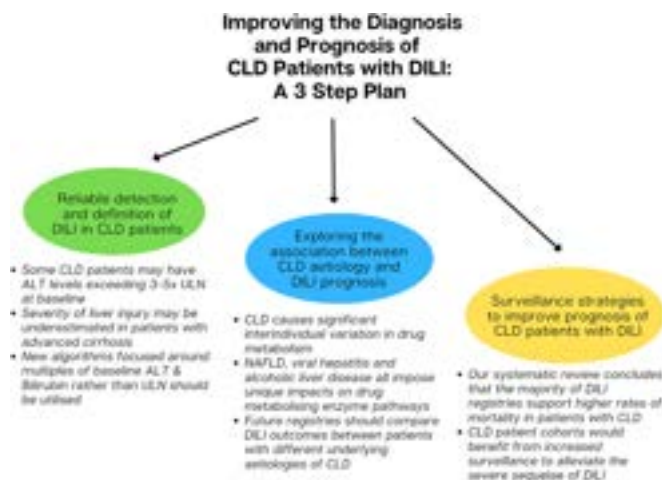 Improving the Diagnosis
and Prognosis of
CLD Patients with DILI:
A 3 Step Plan
Reliable detection
and definition of
DILI in CLD patients
• Some CLD patients may have
ALT levels exceeding 3-5x ULN
at baseline
• Severity of liver injury may be
underestimated in patients with
advanced cirrhosis
• New algorithms focused around
multiples of baseline ALT &
Bilirubin rather than ULN should
be utilised
Exploring the
association between
CLD aetiology and
DILI prognosis
• CLD causes significant
interindividual variation in drug
metabolism
• NAFLD, viral hepatitis and
alcoholic liver disease all impose
unique impacts on drug
metabolising enzyme pathways
• Future registries should compare
DILI outcomes between patients
with different underlying
aetiologies of CLD
Surveillance strategies
to improve prognosis of
CLD patients with DILI
• Our systematic review concludes
that the majority of DILI
registries support higher rates of
mortality in patients with CLD
• CLD patient cohorts would
benefit from increased
surveillance to alleviate the
severe sequelae of DILI